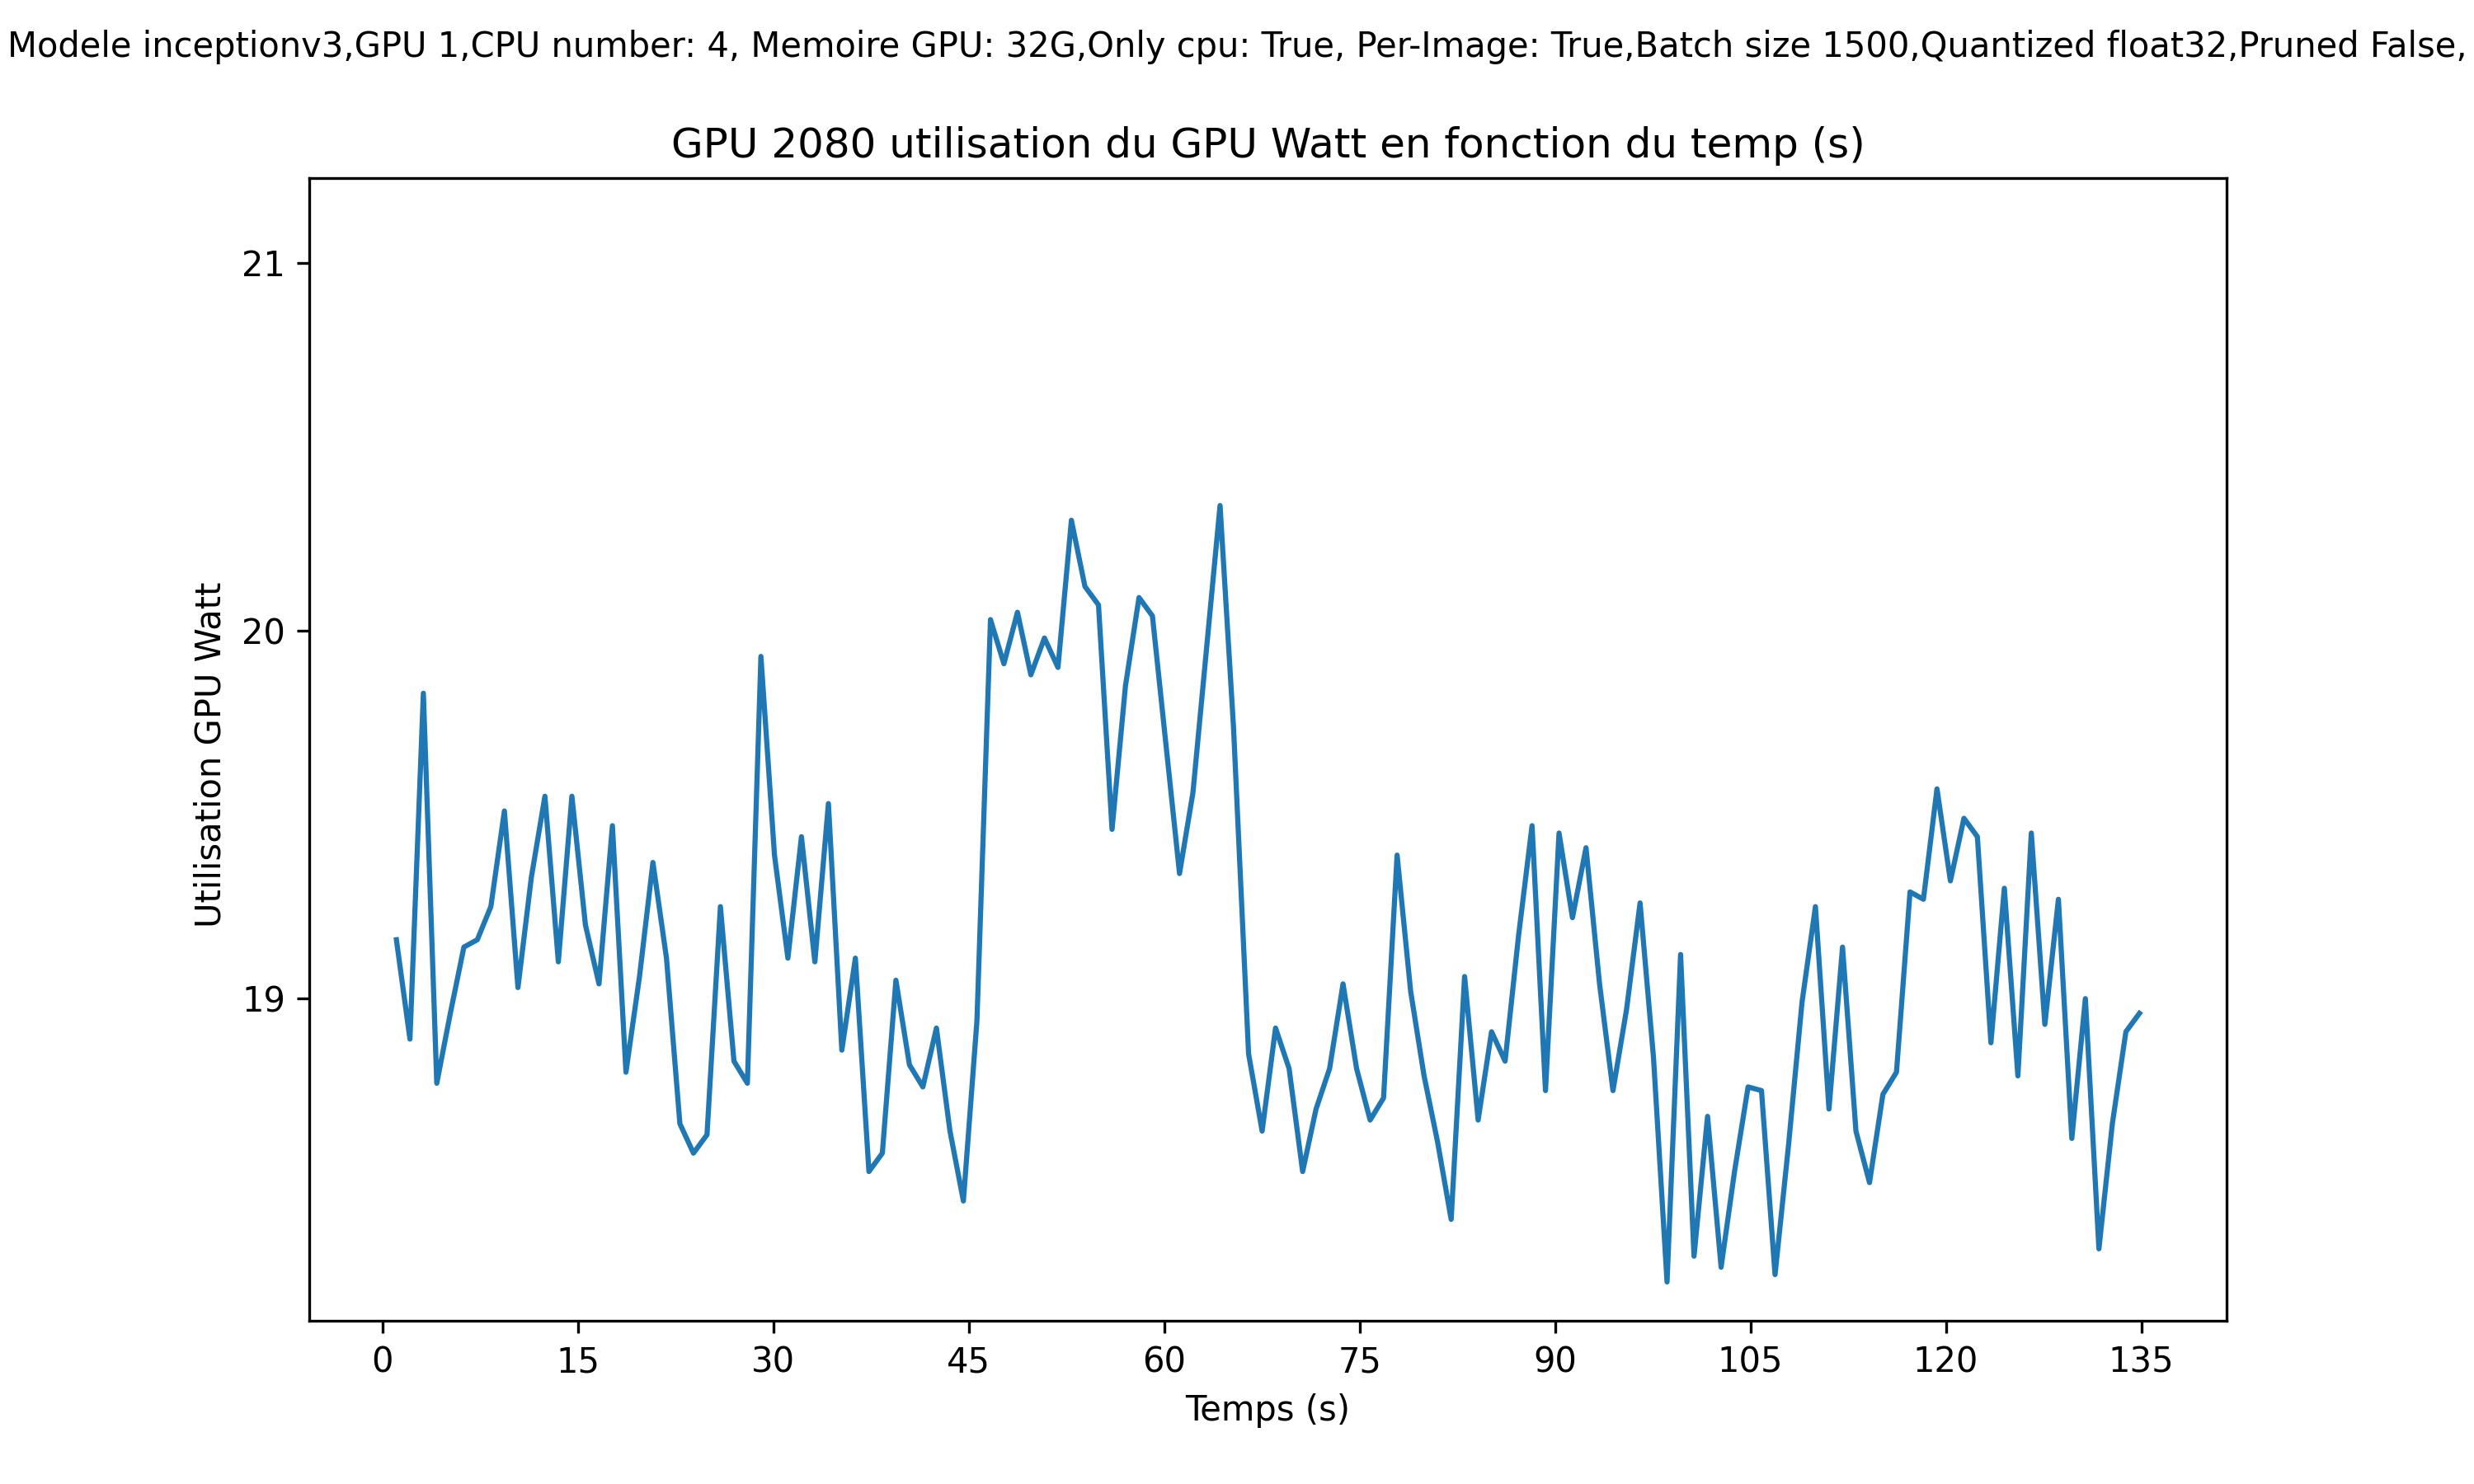 Modele inceptionv3,GPU 1,CPU number: 4, Memoire GPU: 32G,Only cpu: True, Per-Image: True,Batch size 1500,Quantized float32,Pruned False,
GPU 2080 utilisation du GPU Watt en fonction du temp (s)
Utilisation GPU Watt
21
20
19
0 15 30 45 60 75 90 105 120 135
Temps (s)